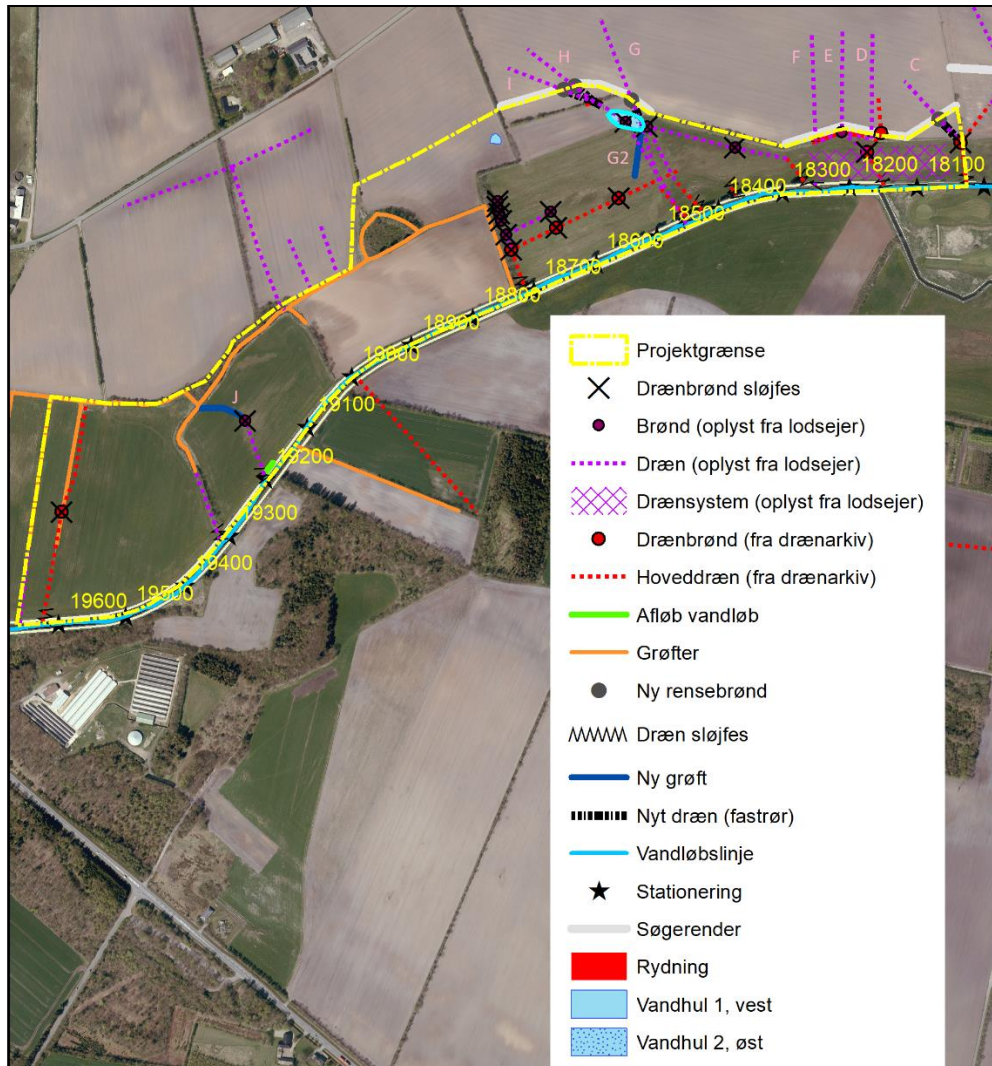 H
G
I
F
E
D
C
G2
18300
18200
18100
18400
18500
18600
18700
18800
18900
19000
J
19100
19200
19300
19400
19500
19600
Projektgrænse
Drænbrønd sløjfes
Brønd (oplyst fra lodsejer)
Dræn (oplyst fra lodsejer)
Drænsystem (oplyst fra lodsejer)
Drænbrønd (fra drænarkiv)
Hoveddræn (fra drænarkiv)
Afløb vandløb
Grøfter
Ny rensebrønd
Dræn sløjfes
Ny grøft
Nyt dræn (fastrør)
Vandløbslinje
Stationering
Søgerender
Rydning
Vandhul 1, vest
Vandhul 2, øst